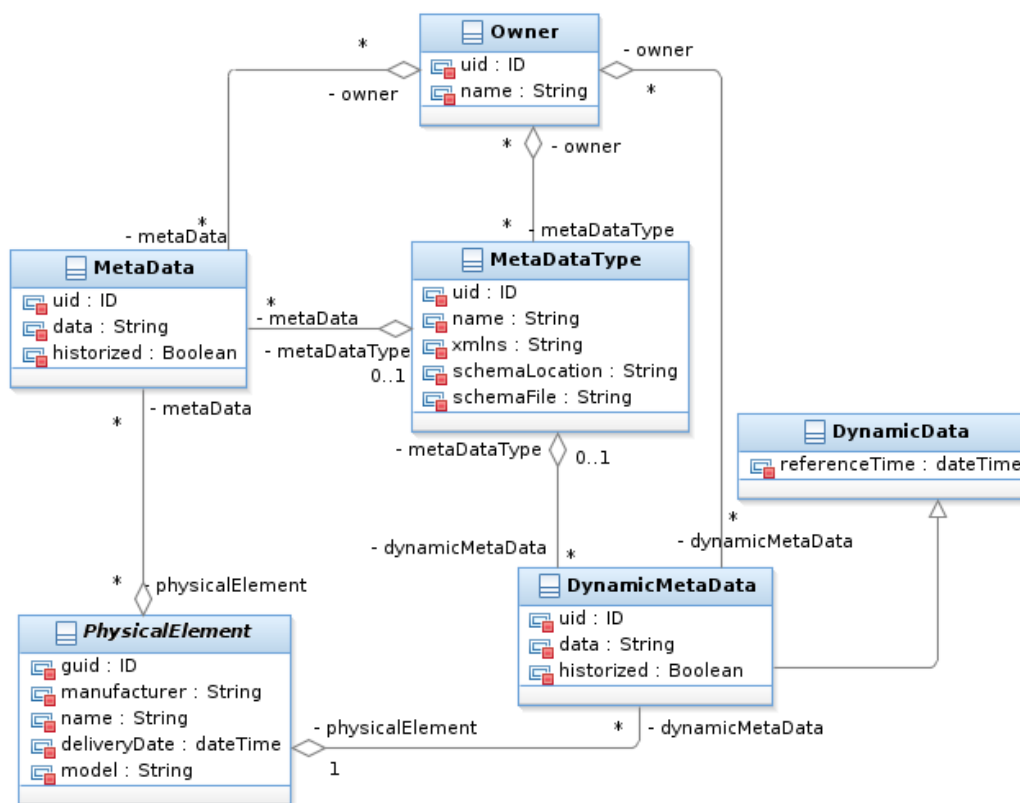 Owner
uid : ID
name : String
*
- owner
- owner
*
*
- owner
*
- metaData
*
- metaDataType
MetaData
uid : ID
data : String
historized : Boolean
MetaDataType
uid : ID
name : String
xmlns : String
schemaLocation : String
schemaFile : String
*
- metaData
- metaDataType
0..1
- metaData
*
- metaDataType
0..1
DynamicData
referenceTime : dateTime
*
- dynamicMetaData
- dynamicMetaData
*
DynamicMetaData
uid : ID
data : String
historized : Boolean
*
- physicalElement
PhysicalElement
guid : ID
manufacturer : String
name : String
deliveryDate : dateTime
model : String
- physicalElement
1
*
- dynamicMetaData